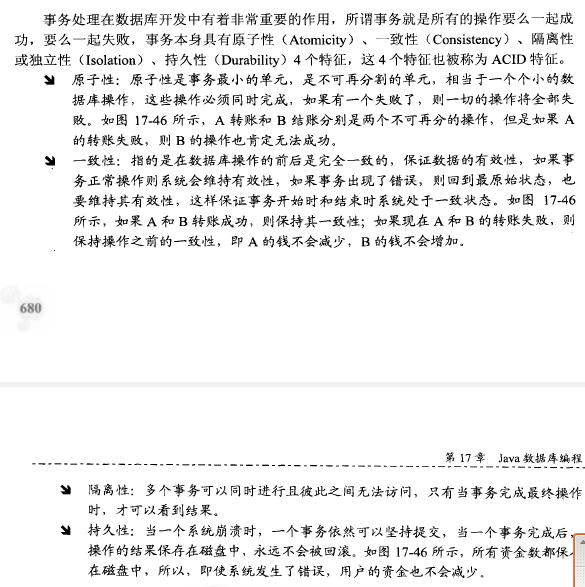 事务处理在数据库开发中有着非常重要的作用，所谓事务就是所有的操作要么一起成
功，要么一起失败，事务本身具有原子性（Atomicity）、一致性（Consistency）、隔离性
或独立性（Isolation）、持久性（Durability）4 个特征，这 4 个特征也被称为 ACID 特征。
原子性：原子性是事务最小的单元，是不可再分割的单元，相当于一个个小的数
据库操作，这些操作必须同时完成，如果有一个失败了，则一切的操作将全部失
败。如图 17-46 所示，A 转账和 B 结账分别是两个不可再分的操作，但是如果 A
的转账失败，则 B 的操作也肯定无法成功。
一致性：指的是在数据库操作的前后是完全一致的，保证数据的有效性，如果事
务正常操作则系统会维持有效性，如果事务出现了错误，则回到最原始状态，也
要维持其有效性，这样保证事务开始时和结束时系统处于一致状态。如图 17-46
所示，如果 A 和 B 转账成功，则保持其一致性；如果现在 A 和 B 的转账失败，则
保持操作之前的一致性，即 A 的钱不会减少，B 的钱不会增加。
680
第 17 章 Java 数据库编程
隔离性：多个事务可以同时进行且彼此之间无法访问，只有当事务完成最终操作
时，才可以看到结果。
持久性：当一个系统崩溃时，一个事务依然可以坚持提交，当一个事务完成后，
操作的结果保存在磁盘中，永远不会被回滚。如图 17-46 所示，所有资金数都保
在磁盘中，所以，即使系统发生了错误，用户的资金也不会减少。